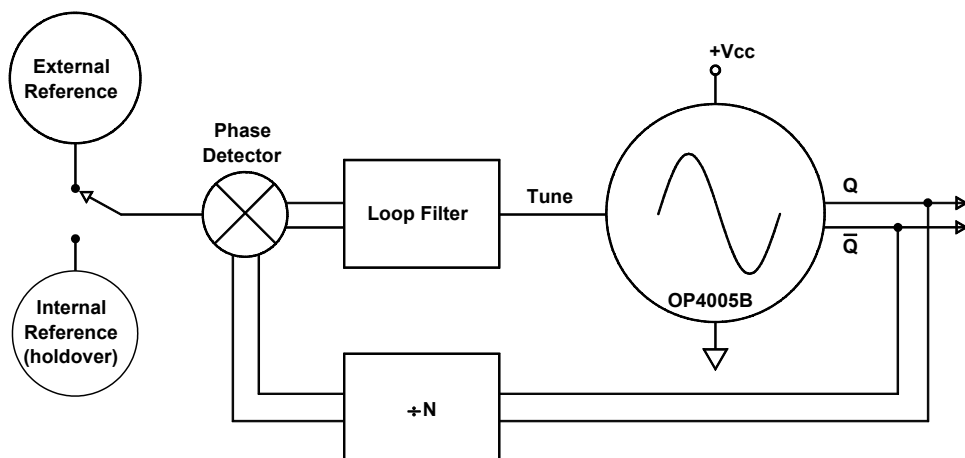 External
Reference
Phase
Detector
Internal
Reference
(holdover)
Loop Filter
Tune
+Vcc
OP4005B
Q
Q̅
÷N